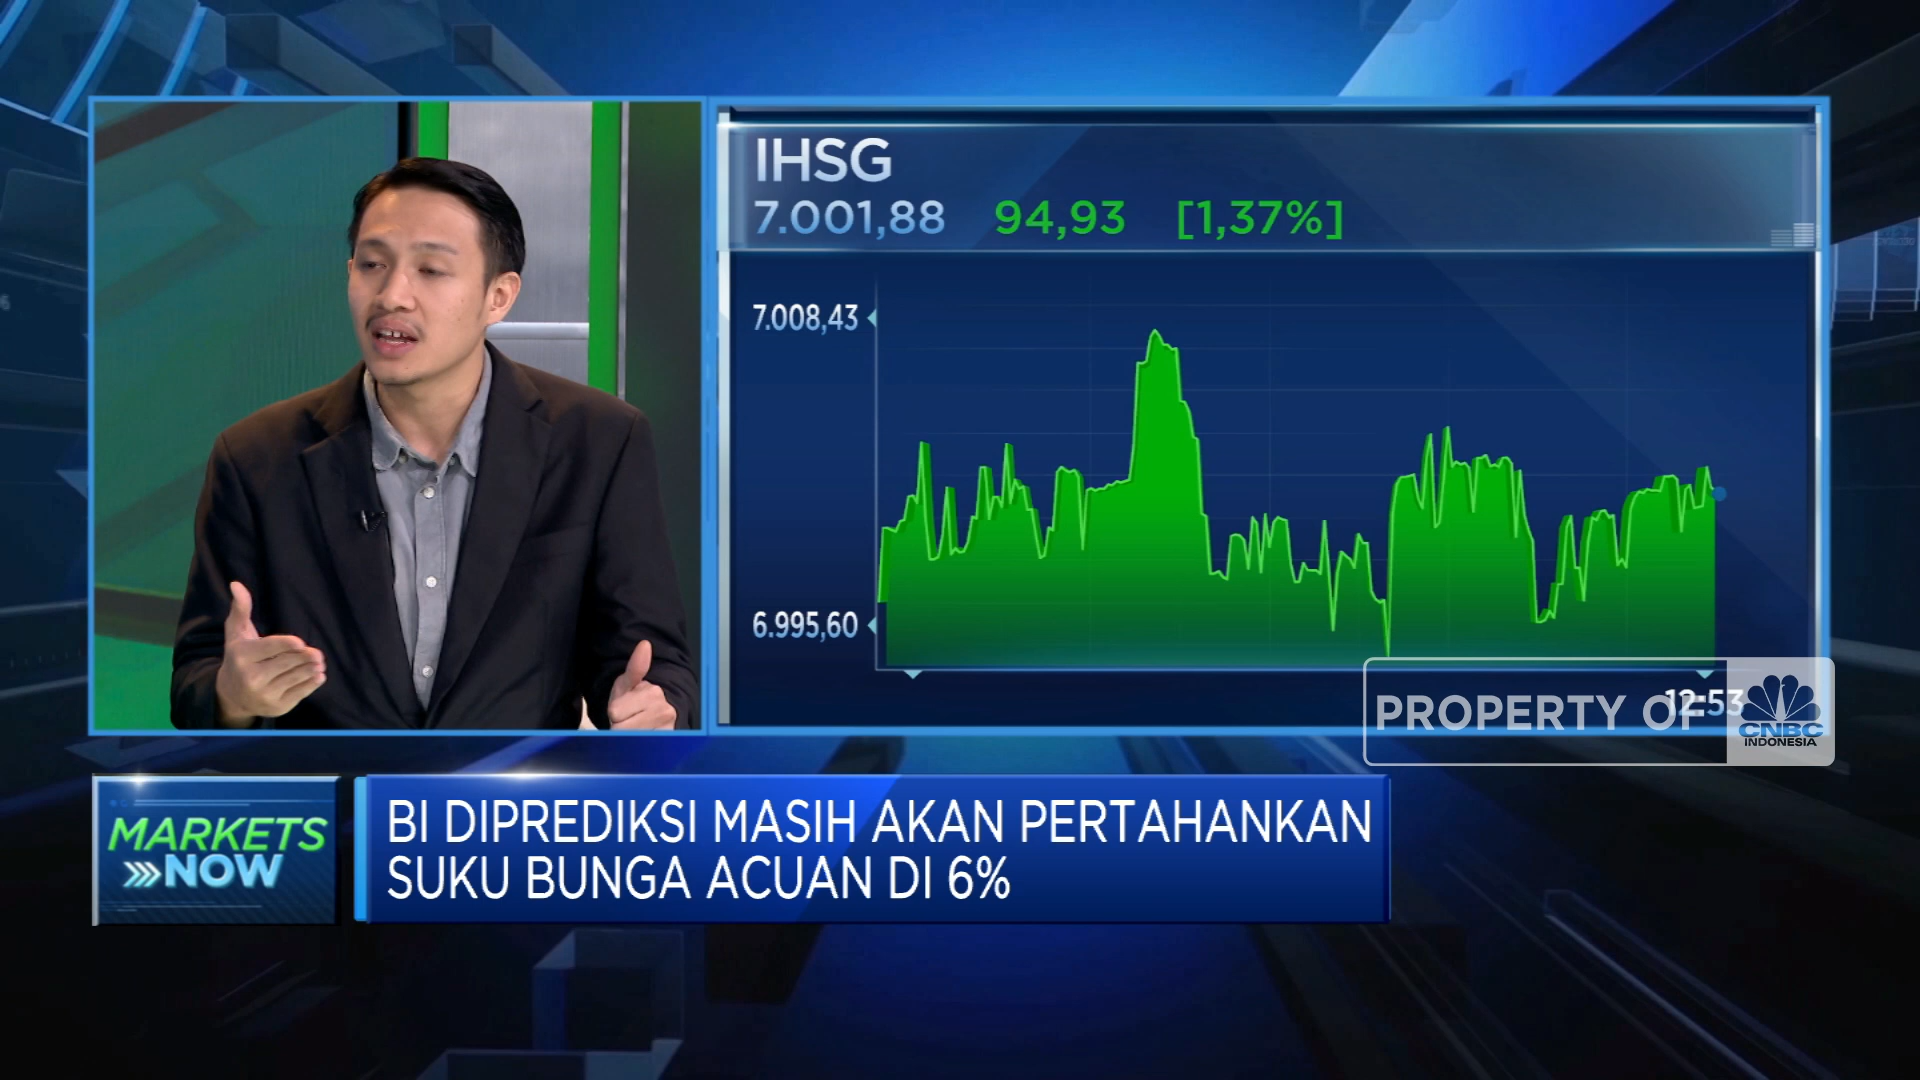 IHSG
7.001,88 94,93 [1,37%]
7.008,43
6.995,60
12:53
PROPERTY OF CNBC INDONESIA
MARKETS NOW
BI DIPREDIKSI MASIH AKAN PERTAHANKAN
SUKU BUNGA ACUAN DI 6%